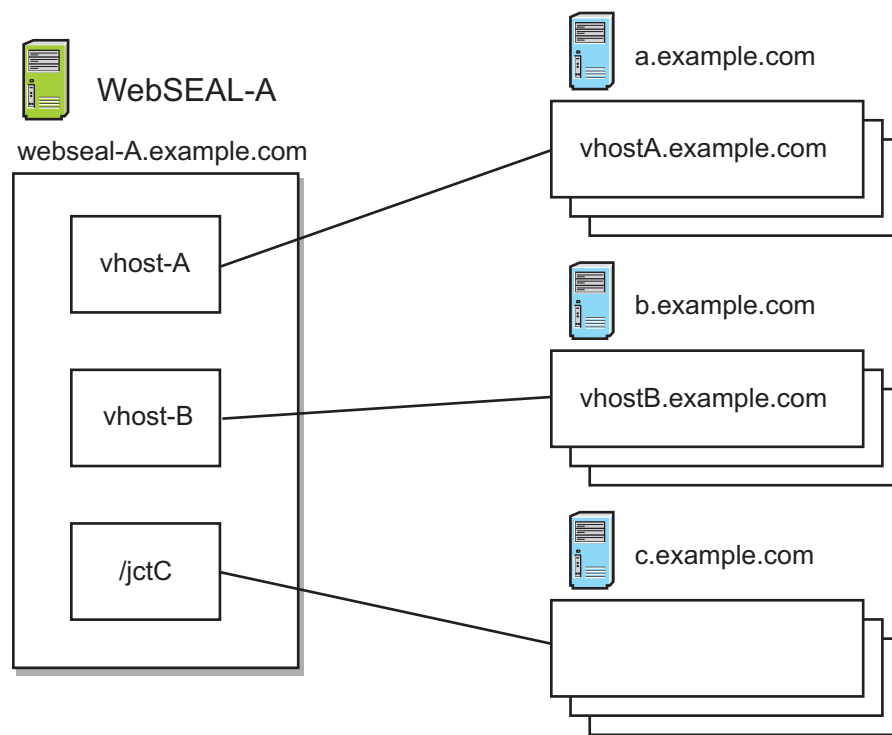 WebSEAL-A
webseal-A.example.com
vhost-A
vhost-B
/jctC
a.example.com
vhostA.example.com
b.example.com
vhostB.example.com
c.example.com